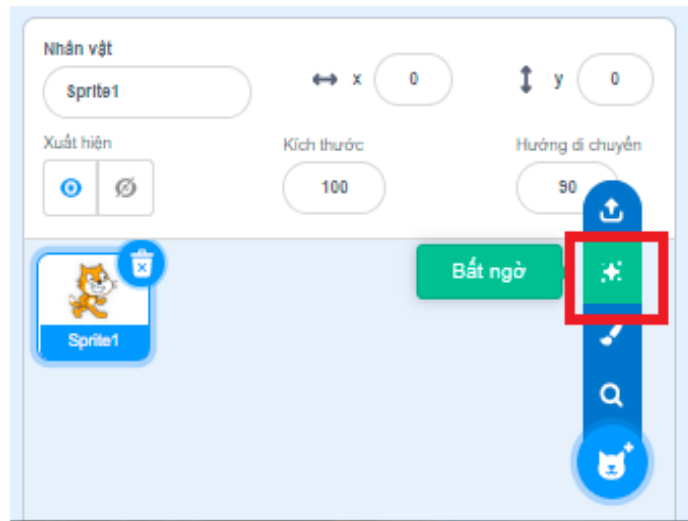 Nhân vật
Sprite1
x 0
y 0
Xuất hiện
Kích thước
Hướng di chuyển
100
90
Bất ngờ
Sprite1